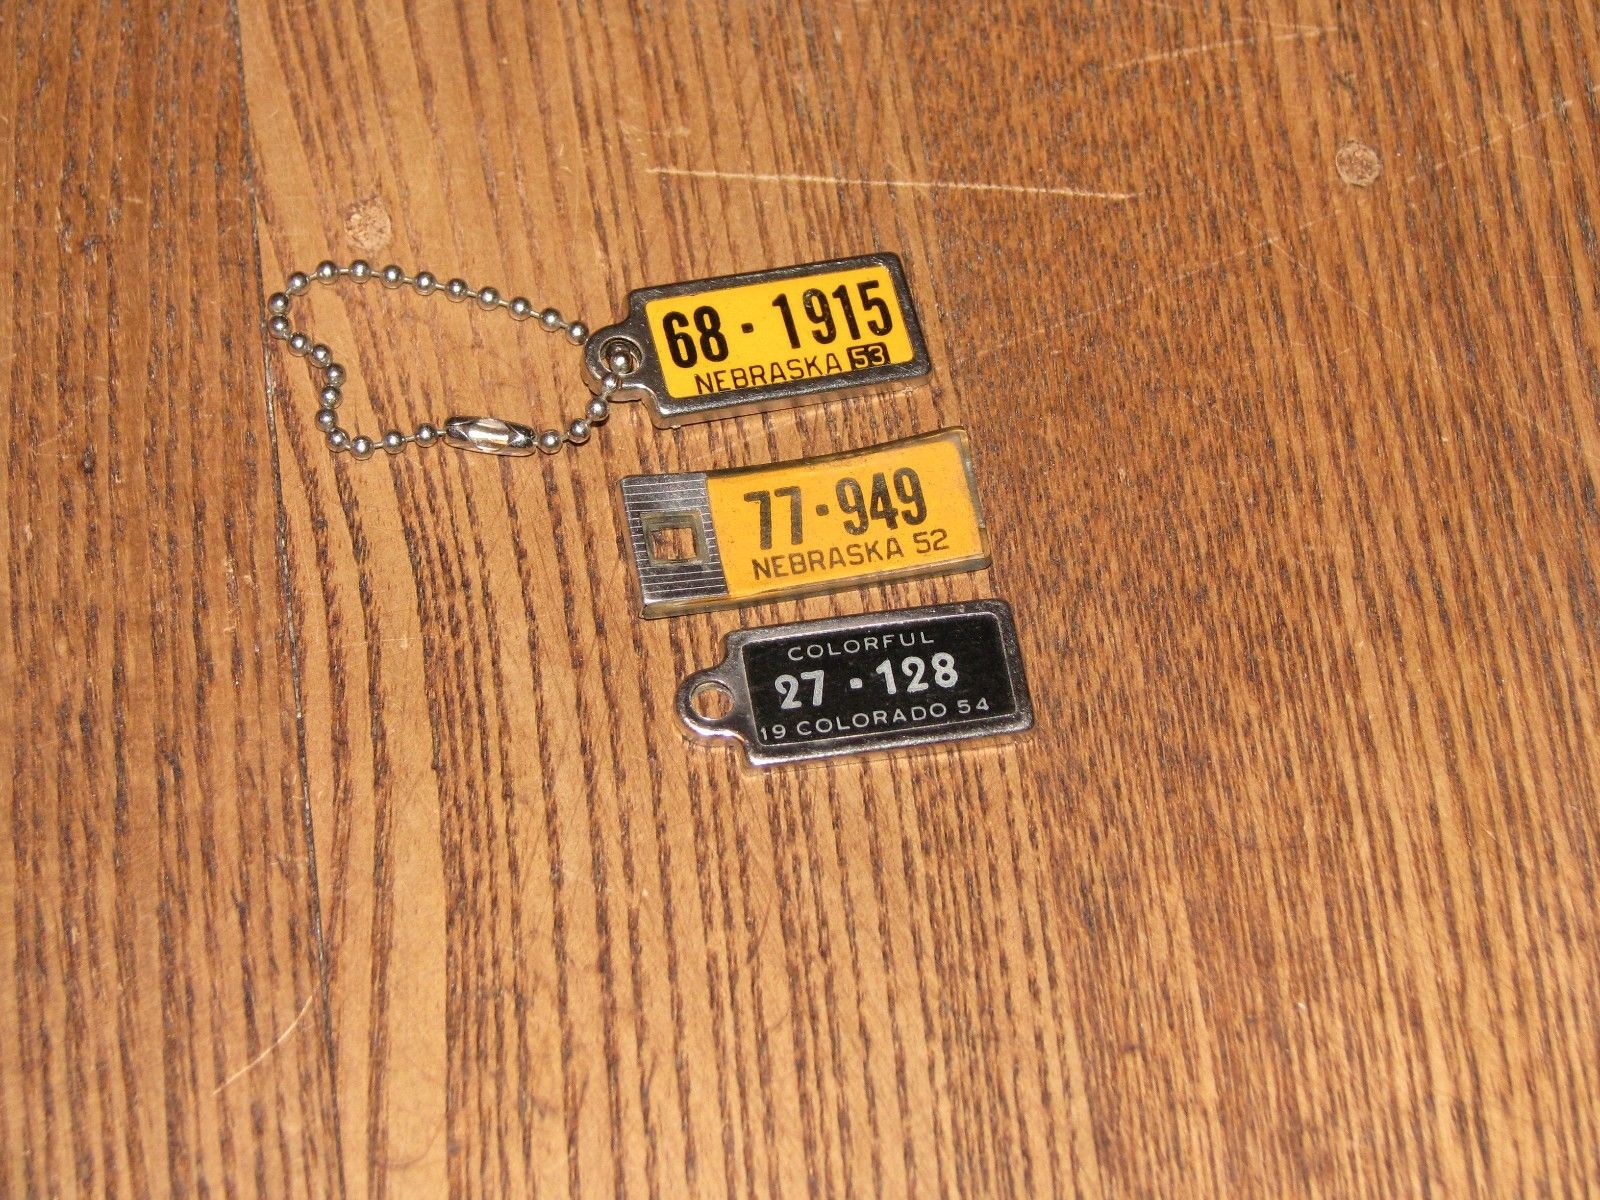 68 · 1915
NEBRASKA 53
77 · 949
NEBRASKA 52
COLORFUL
27 · 128
19 COLORADO 54